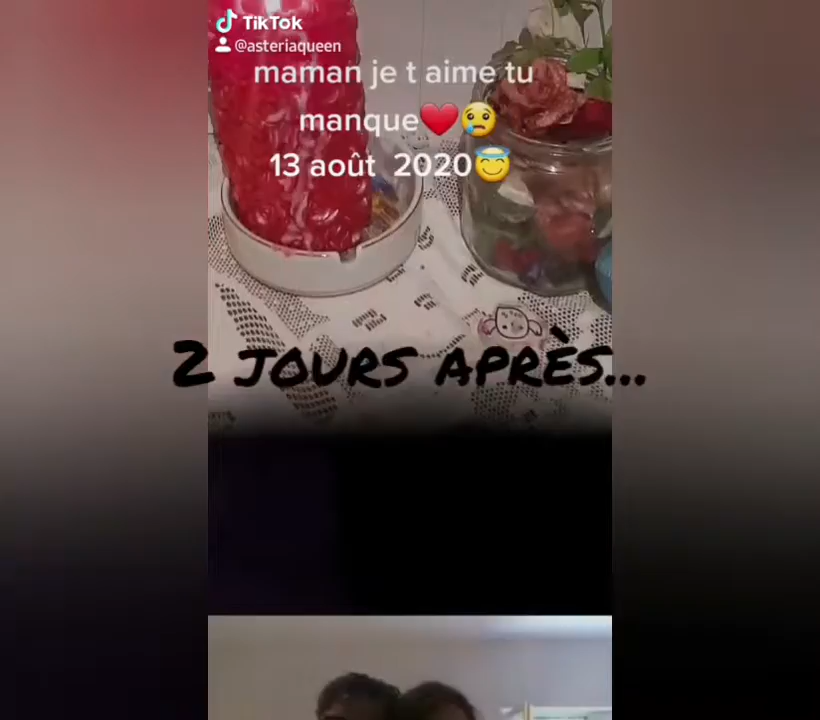 TikTok
@asteriaqueen
maman je t aime tu
manque❤️😢
13 août 2020😇
2 JOURS APRÈS...